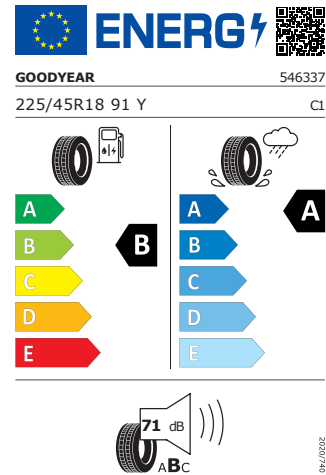 ENERG
GOODYEAR 546337
225/45R18 91 Y C1
A A A
B B B
C C
D D
E E
71 dB
ABC
2020/740